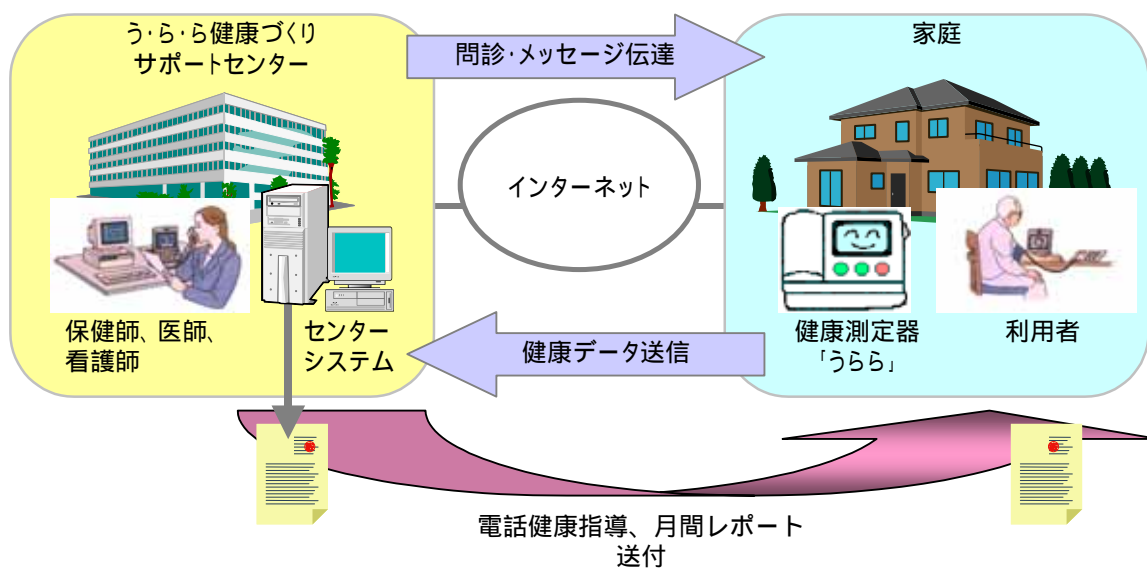 う・ら・ら健康づくり
サポートセンター
問診・メッセージ伝達
家庭
インターネット
保健師、医師、
看護師
センター
システム
健康データ送信
健康測定器
「うらら」
利用者
電話健康指導、月間レポート
送付